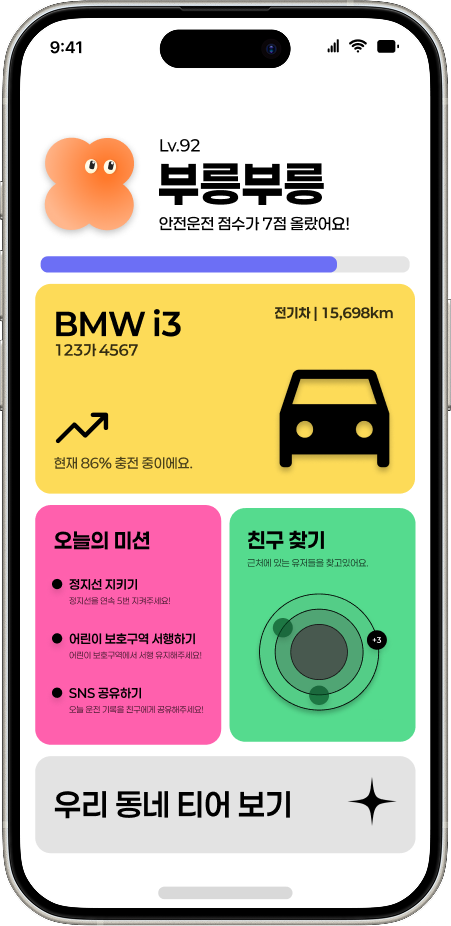 9:41
Lv.92
부릉부릉
안전운전 점수가 7점 올랐어요!
BMW i3
전기차 | 15,698km
123가 4567
현재 86% 충전 중이에요.
오늘의 미션
정지선 지키기
정지선을 연속 5번 지켜주세요!
어린이 보호구역 서행하기
어린이 보호구역에서 서행 유지해주세요!
SNS 공유하기
오늘 운전 기록을 친구에게 공유해주세요!
친구 찾기
근처에 있는 유저들을 찾고있어요.
+3
우리 동네 티어 보기